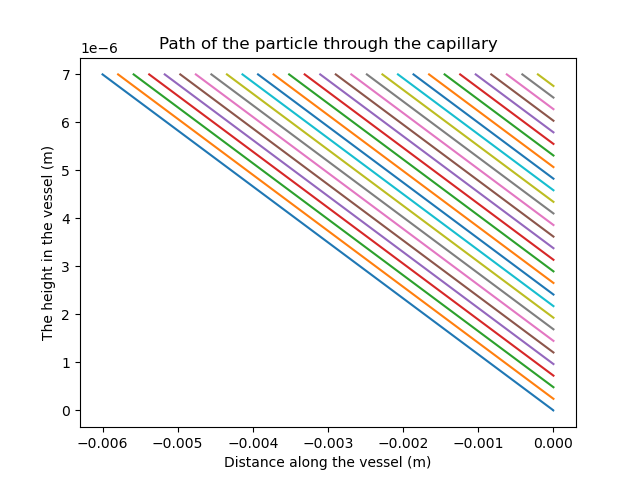 Path of the particle through the capillary
1e−6
7
6
5
4
3
2
1
0
The height in the vessel (m)
−0.006 −0.005 −0.004 −0.003 −0.002 −0.001 0.000
Distance along the vessel (m)